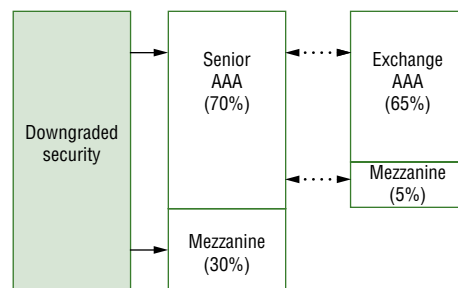 Downgraded
security
Senior
AAA
(70%)
Mezzanine
(30%)
Exchange
AAA
(65%)
Mezzanine
(5%)